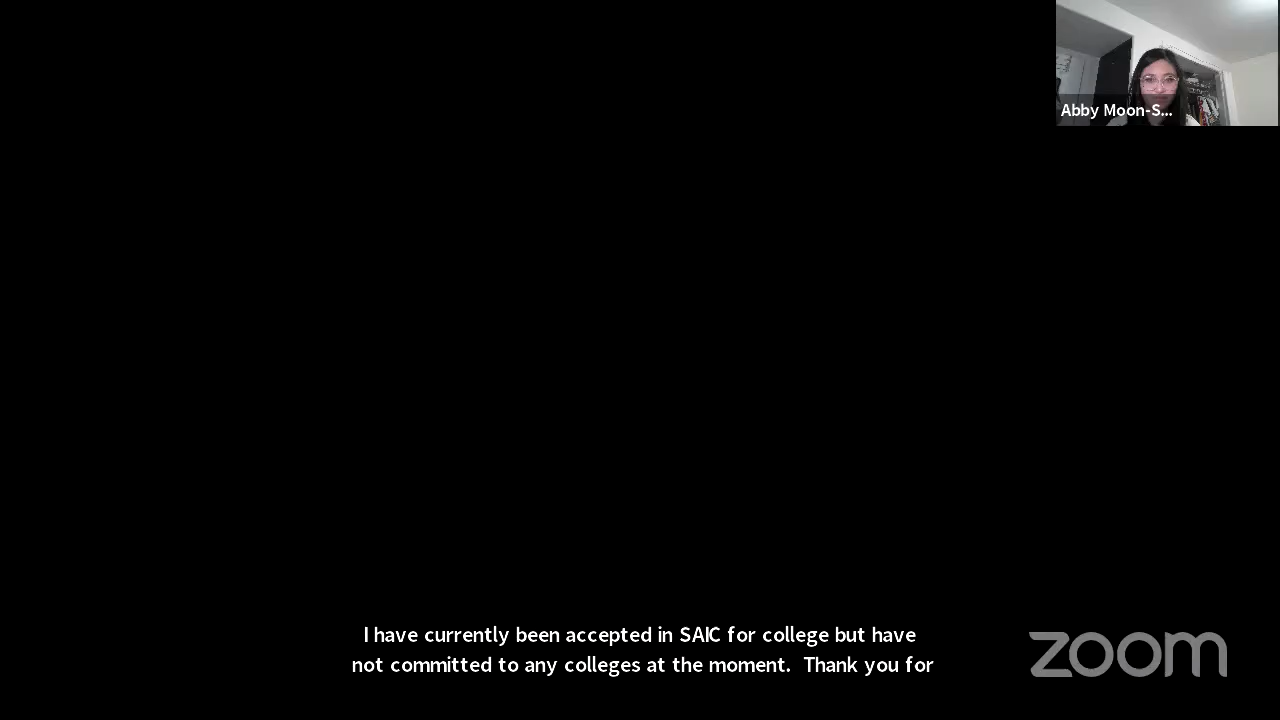 Abby Moon-S...
I have currently been accepted in SAIC for college but have
not committed to any colleges at the moment.  Thank you for
zoom